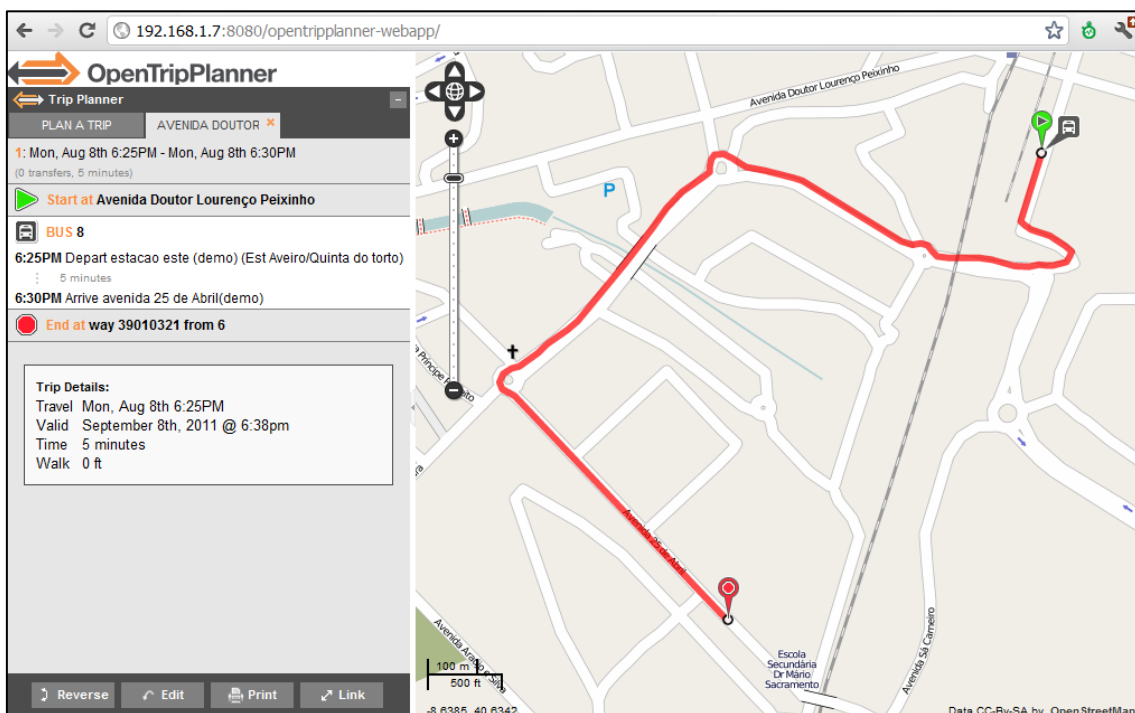 192.168.1.7:8080/opentripplanner-webapp/
OpenTripPlanner
Trip Planner
PLAN A TRIP
AVENIDA DOUTOR
1: Mon, Aug 8th 6:25PM - Mon, Aug 8th 6:30PM
(0 transfers, 5 minutes)
Start at Avenida Doutor Lourenço Peixinho
BUS 8
6:25PM Depart estacao este (demo) (Est Aveiro/Quinta do torto)
5 minutes
6:30PM Arrive avenida 25 de Abril(demo)
End at way 39010321 from 6
Trip Details:
Travel Mon, Aug 8th 6:25PM
Valid September 8th, 2011 @ 6:38pm
Time 5 minutes
Walk 0 ft
Reverse
Edit
Print
Link
Avenida Doutor Lourenço Peixinho
P
Avenida 25 de Abril
Escola
Secundária
Dr Mário
Sacramento
Avenida Sá Carneiro
100 m
500 ft
-8.6385, 40.6342
Data CC-By-SA by OpenStreetMap